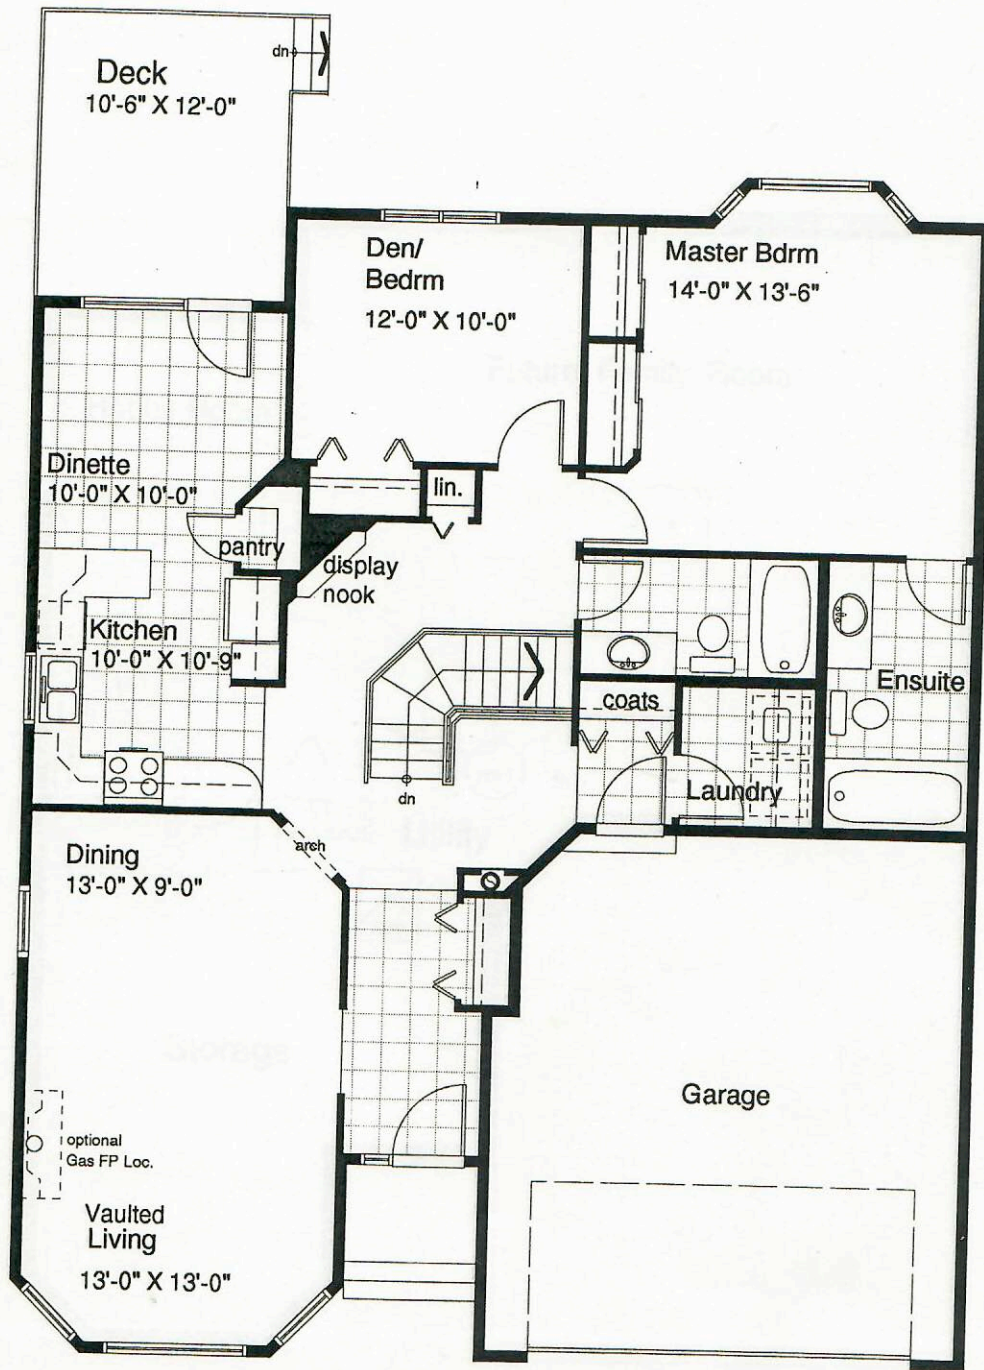 Deck
10'-6" X 12'-0"
dn
Den/
Bedrm
12'-0" X 10'-0"
Master Bdrm
14'-0" X 13'-6"
Dinette
10'-0" X 10'-0"
lin.
pantry
display
nook
Kitchen
10'-0" X 10'-9"
coats
Ensuite
Laundry
dn
arch
Dining
13'-0" X 9'-0"
Garage
optional
Gas FP Loc.
Vaulted
Living
13'-0" X 13'-0"